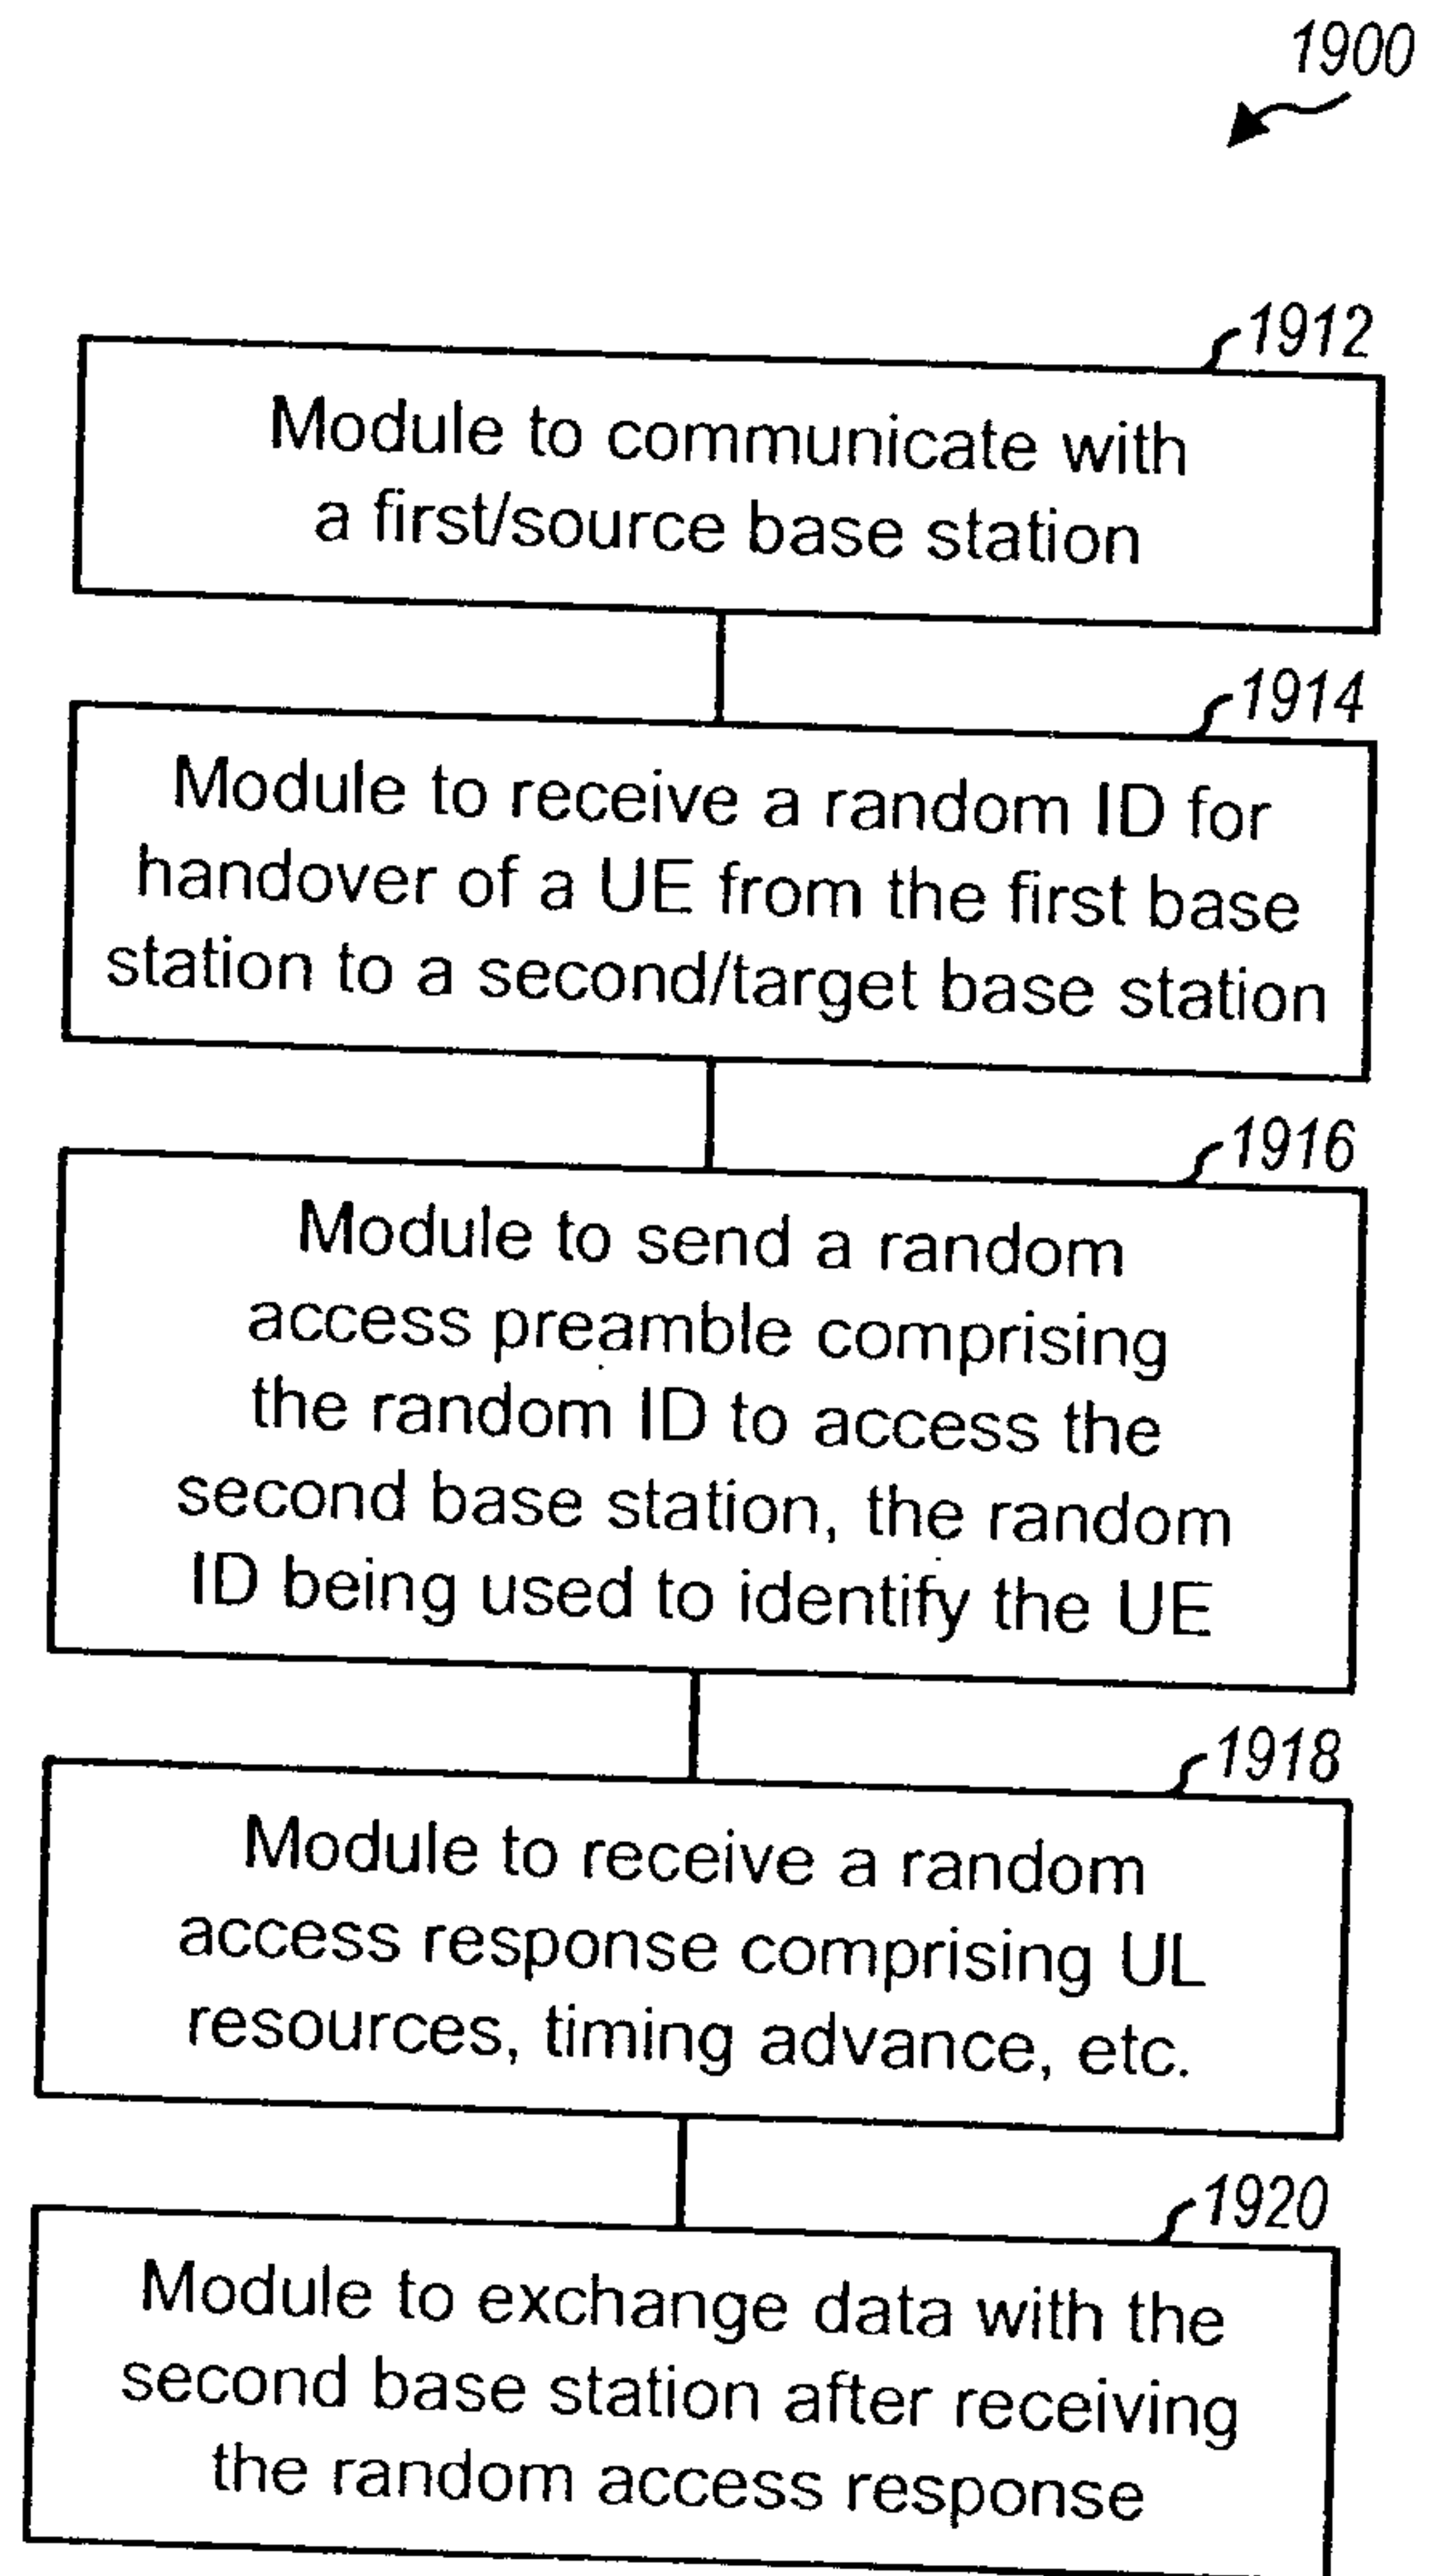 1900
1912
Module to communicate with
a first/source base station
1914
Module to receive a random ID for
handover of a UE from the first base
station to a second/target base station
1916
Module to send a random
access preamble comprising
the random ID to access the
second base station, the random
ID being used to identify the UE
1918
Module to receive a random
access response comprising UL
resources, timing advance, etc.
1920
Module to exchange data with the
second base station after receiving
the random access response